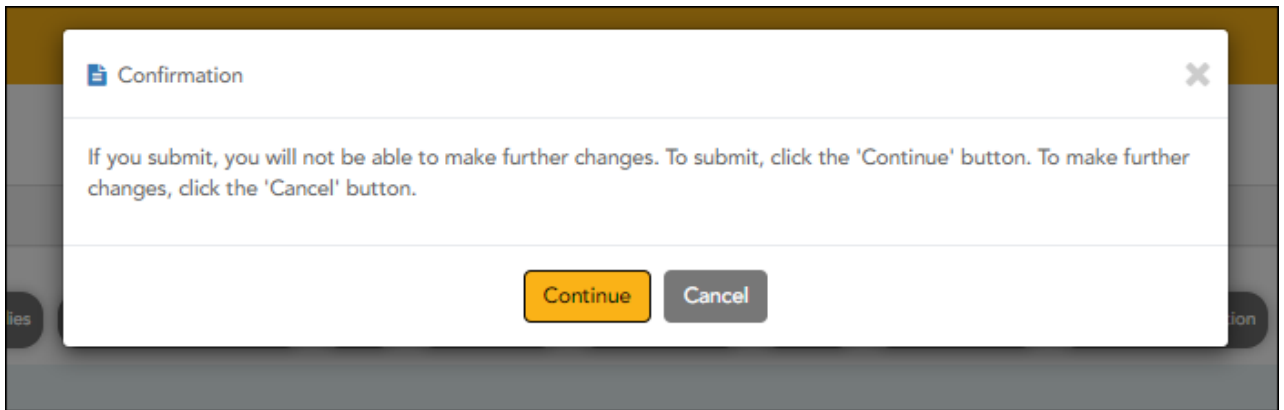 Confirmation
If you submit, you will not be able to make further changes. To submit, click the 'Continue' button. To make further
changes, click the 'Cancel' button.
Continue Cancel